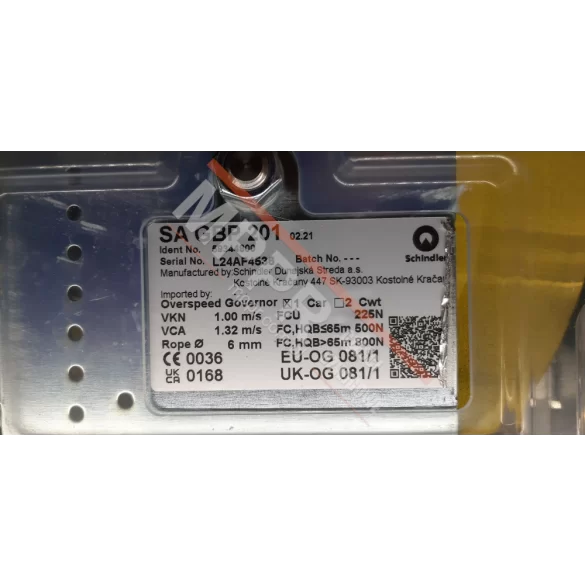 SA GBP 201 02.21
Ident No.
Serial No. L24AF4538 Batch No. ---
Schindler
Manufactured by: Schindler Dunajská Streda a.s.
Kostolné Kračany 447 SK-93003 Kostolné Kračany
Imported by:
Overspeed Governor ☒ 1 Car ☐ 2 Cwt
VKN 1.00 m/s FCU 225N
VCA 1.32 m/s FC,HQB≤65m 500N
Rope Ø 6 mm FC,HQB>65m 800N
CE 0036 EU-OG 081/1
UK CA 0168 UK-OG 081/1